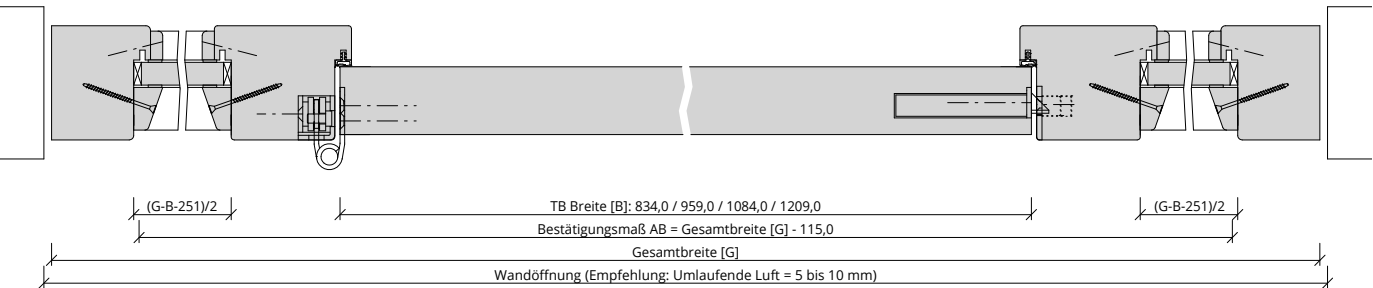 (G-B-251)/2 TB Breite [B]: 834,0 / 959,0 / 1084,0 / 1209,0 (G-B-251)/2
Bestätigungsmaß AB = Gesamtbreite [G] - 115,0
Gesamtbreite [G]
Wandöffnung (Empfehlung: Umlaufende Luft = 5 bis 10 mm)